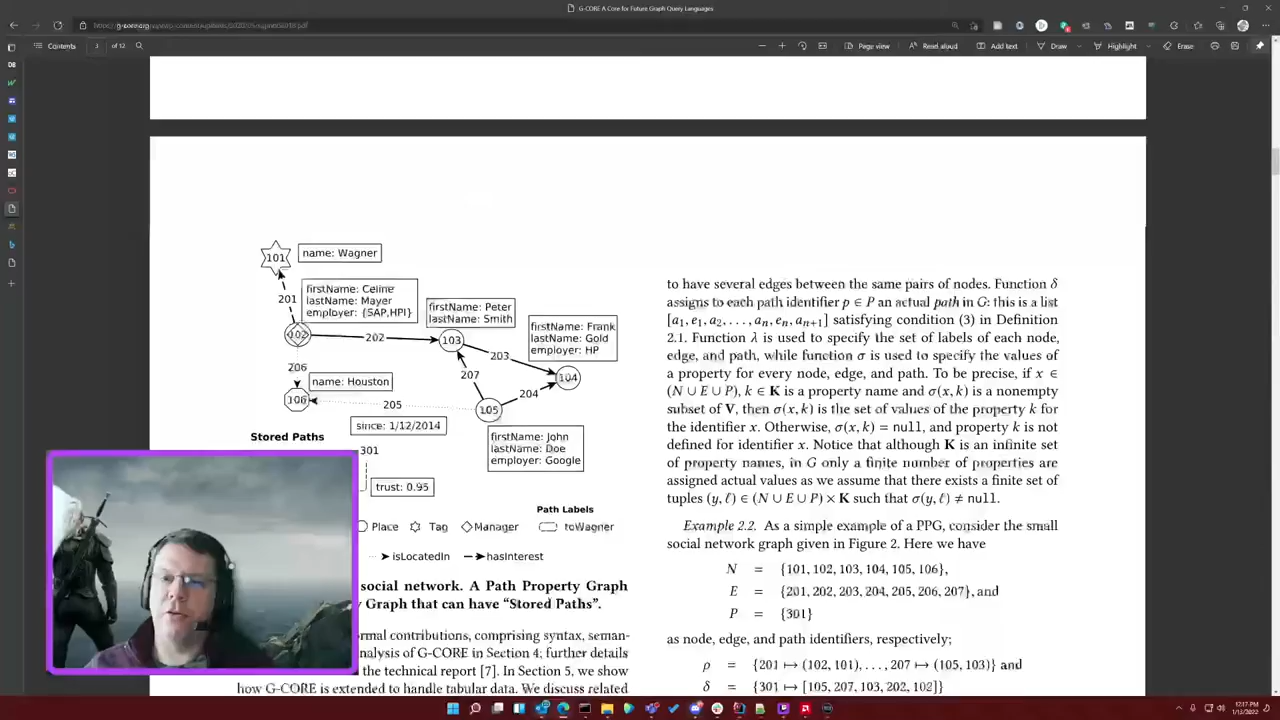 G-CORE A Core for Future Graph Query Languages
Contents
3
of 12
Page view
Read aloud
Add text
Draw
Highlight
Erase
101
name: Wagner
201
firstName: Celine
lastName: Mayer
employer: {SAP,HPI}
firstName: Peter
lastName: Smith
firstName: Frank
lastName: Gold
employer: HP
102
202
103
203
206
207
104
name: Houston
204
106
205
105
since: 1/12/2014
firstName: John
lastName: Doe
employer: Google
Stored Paths
301
trust: 0.95
Path Labels
Place
Tag
Manager
toWagner
isLocatedIn
hasInterest
social network. A Path Property Graph
y Graph that can have “Stored Paths”.
rmal contributions, comprising syntax, seman-
nalysis of G-CORE in Section 4; further details
the technical report [7]. In Section 5, we show
how G-CORE is extended to handle tabular data. We discuss related
to have several edges between the same pairs of nodes. Function δ
assigns to each path identifier p ∈ P an actual path in G: this is a list
[a₁, e₁, a₂, . . . , aₙ, eₙ, aₙ₊₁] satisfying condition (3) in Definition
2.1. Function λ is used to specify the set of labels of each node,
edge, and path, while function σ is used to specify the values of
a property for every node, edge, and path. To be precise, if x ∈
(N ∪ E ∪ P), k ∈ K is a property name and σ(x, k) is a nonempty
subset of V, then σ(x, k) is the set of values of the property k for
the identifier x. Otherwise, σ(x, k) = null, and property k is not
defined for identifier x. Notice that although K is an infinite set
of property names, in G only a finite number of properties are
assigned actual values as we assume that there exists a finite set of
tuples (y, ℓ) ∈ (N ∪ E ∪ P) × K such that σ(y, ℓ) ≠ null.
Example 2.2. As a simple example of a PPG, consider the small
social network graph given in Figure 2. Here we have
N = {101, 102, 103, 104, 105, 106},
E = {201, 202, 203, 204, 205, 206, 207}, and
P = {301}
as node, edge, and path identifiers, respectively;
ρ = {201 ↦ (102, 101), . . . , 207 ↦ (105, 103)} and
δ = {301 ↦ [105, 207, 103, 202, 102]}
12:17 PM
1/13/2022